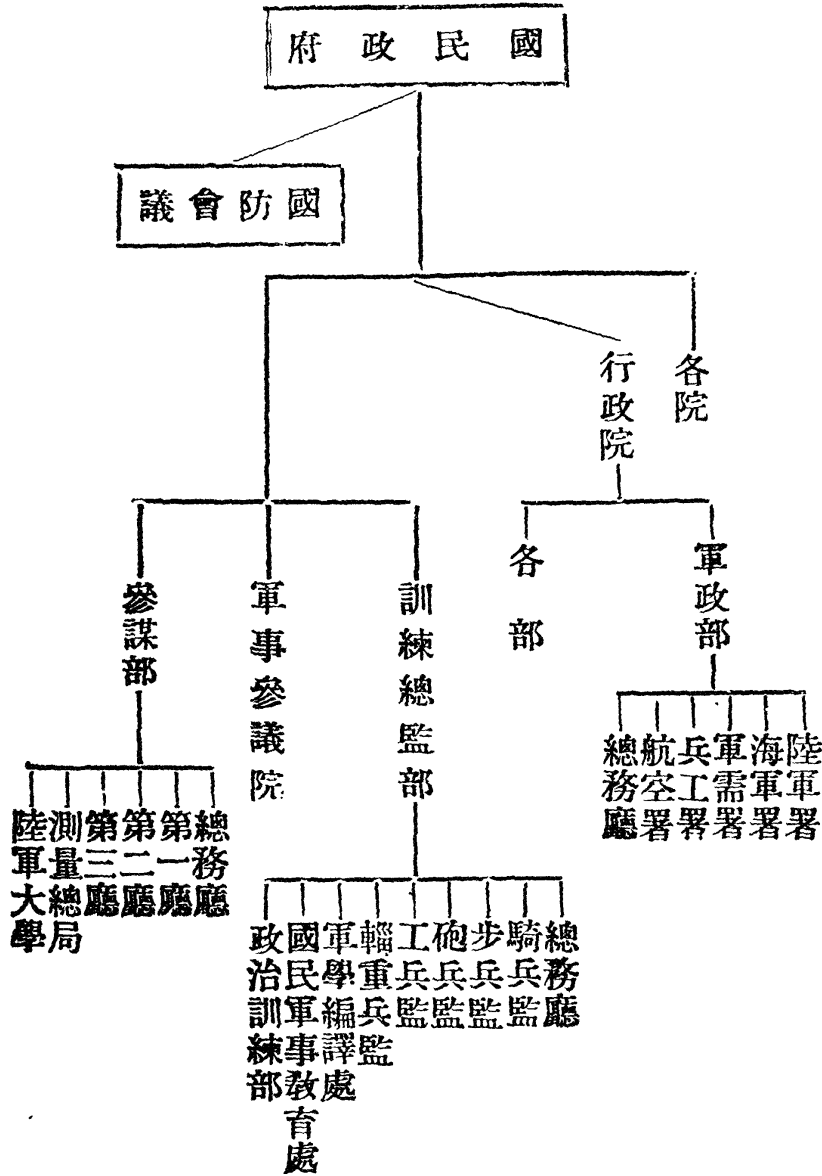 國民政府
國防會議
各院
行政院
軍政部
各部
訓練總監部
軍事參議院
參謀部
陸軍署
海軍署
軍需署
兵工署
航空署
總務廳
總務廳
第一廳
第二廳
第三廳
測量總局
陸軍大學
總務廳
騎兵監
步兵監
砲兵監
工兵監
輜重兵監
軍學編譯處
國民軍事教育處
政治訓練部